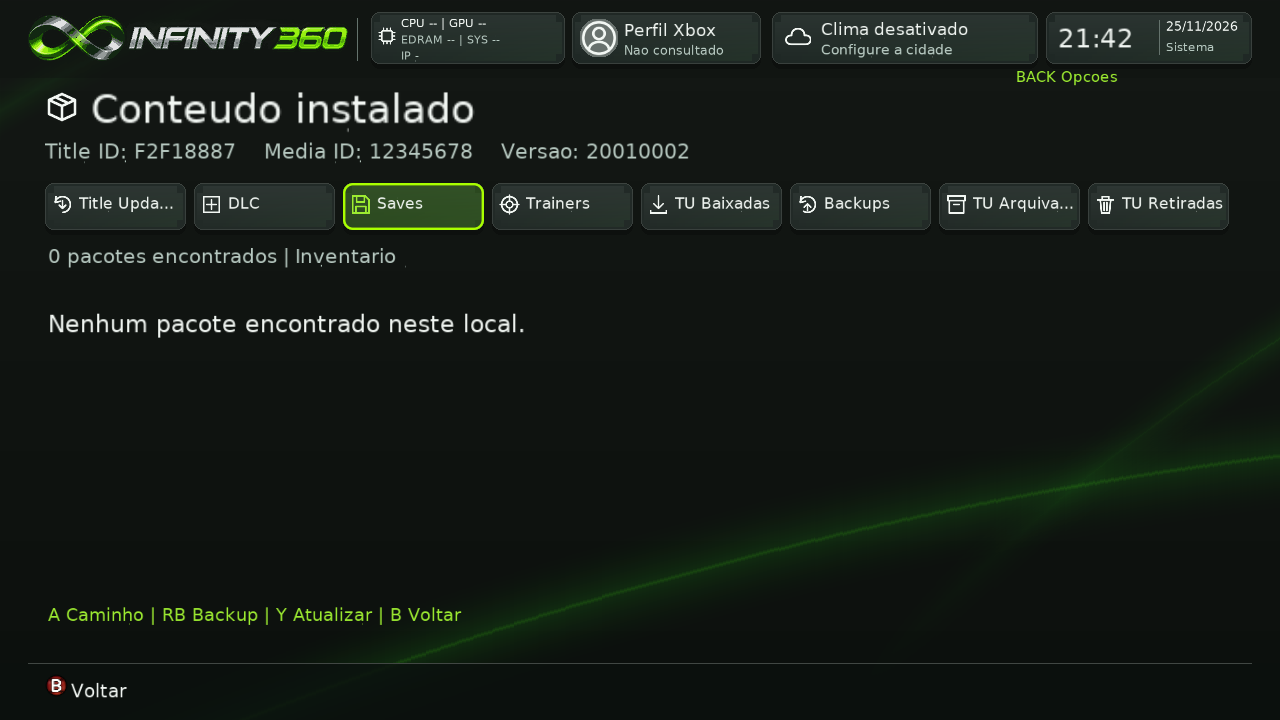 INFINITY 360
CPU -- | GPU --
EDRAM -- | SYS --
IP -
Perfil Xbox
Nao consultado
Clima desativado
Configure a cidade
21:42
25/11/2026
Sistema
BACK Opcoes
Conteudo instalado
Title ID: F2F18887 Media ID: 12345678 Versao: 20010002
Title Upda... DLC Saves Trainers TU Baixadas Backups TU Arquiva... TU Retiradas
0 pacotes encontrados | Inventario
Nenhum pacote encontrado neste local.
A Caminho | RB Backup | Y Atualizar | B Voltar
B Voltar